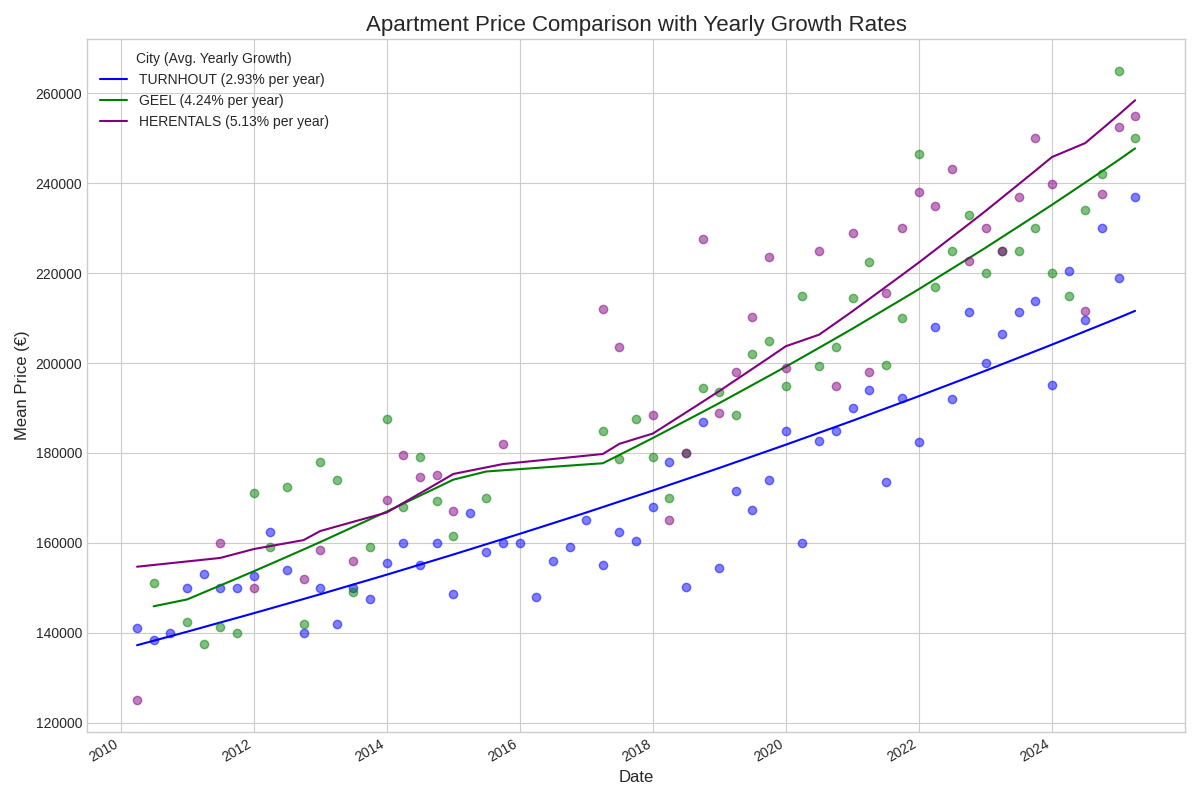 Apartment Price Comparison with Yearly Growth Rates
City (Avg. Yearly Growth)
TURNHOUT (2.93% per year)
GEEL (4.24% per year)
HERENTALS (5.13% per year)
Mean Price (€)
260000
240000
220000
200000
180000
160000
140000
120000
2010
2012
2014
2016
2018
2020
2022
2024
Date